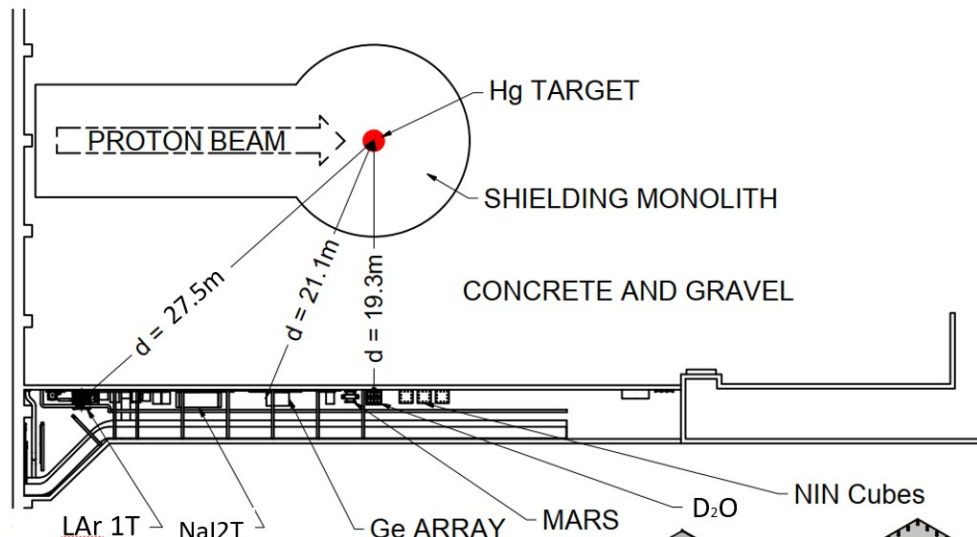 Hg TARGET
PROTON BEAM
SHIELDING MONOLITH
d = 27.5m
d = 21.1m
d = 19.3m
CONCRETE AND GRAVEL
LAr 1T
NaI2T
Ge ARRAY
MARS
D₂O
NIN Cubes